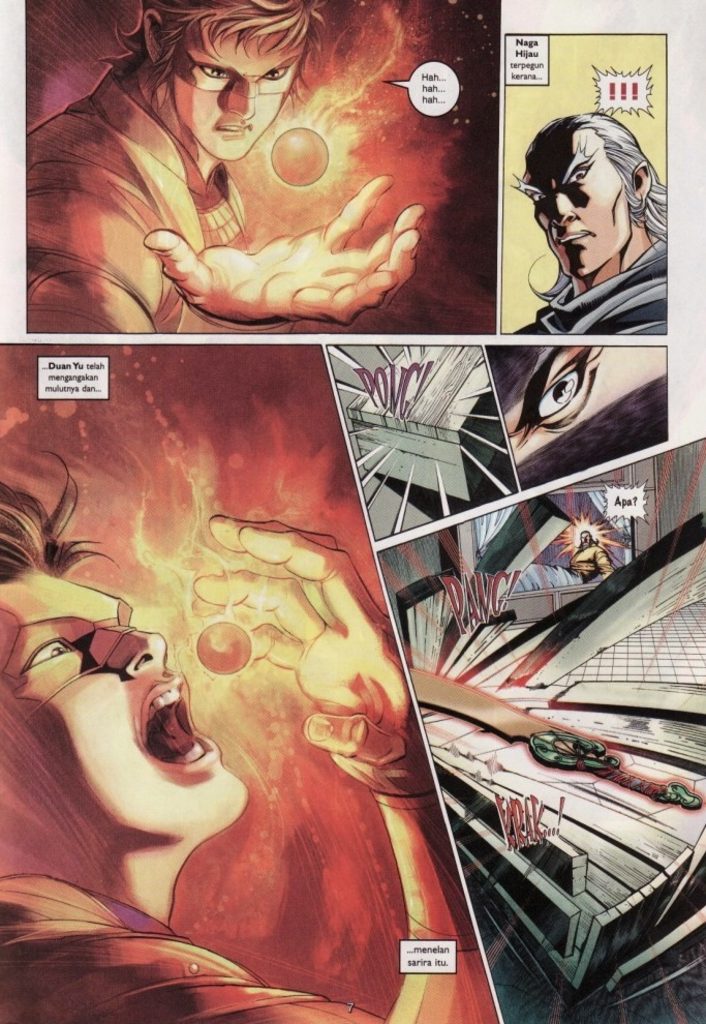 Hah...
hah...
hah...
Naga
Hijau
terpegun
kerana...
!!!
...Duan Yu telah
mengangakan
mulutnya dan...
PONG!
Apa?
PANG!
KRAK...!
...menelan
sarira itu.
7